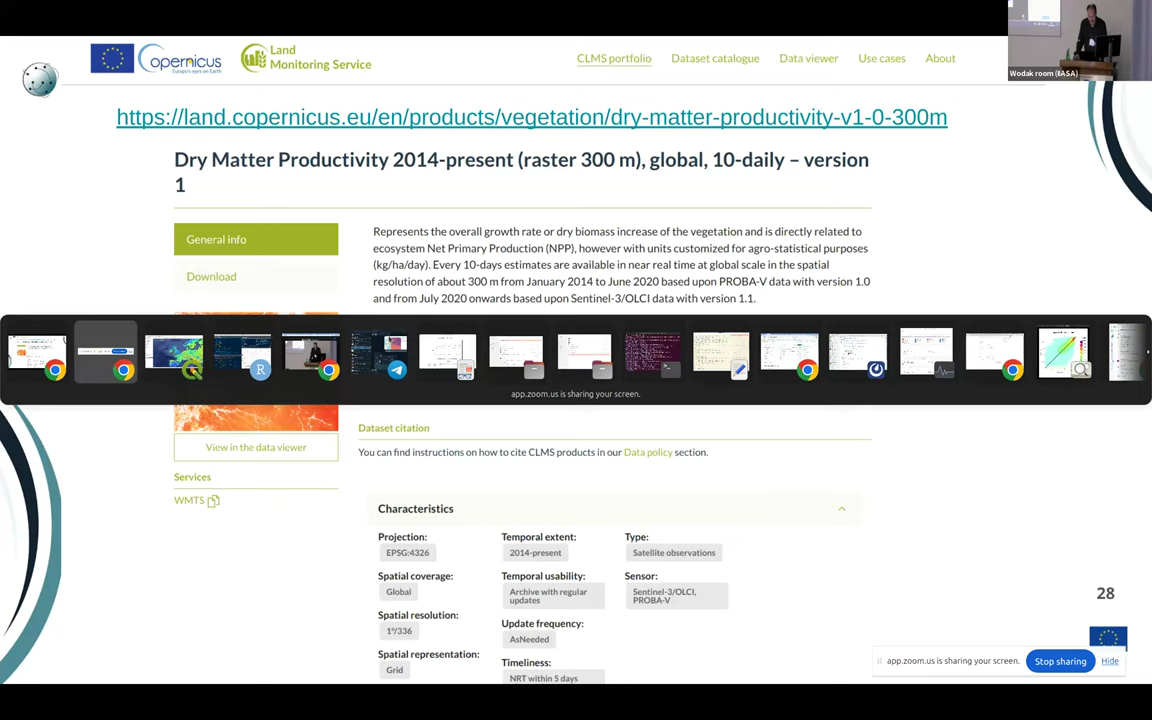 opernicus
Europe's eyes on Earth
Land
Monitoring Service
CLMS portfolio
Dataset catalogue
Data viewer
Use cases
About
Wodak room (IIASA)
https://land.copernicus.eu/en/products/vegetation/dry-matter-productivity-v1-0-300m
Dry Matter Productivity 2014-present (raster 300 m), global, 10-daily – version
1
General info
Download
Represents the overall growth rate or dry biomass increase of the vegetation and is directly related to
ecosystem Net Primary Production (NPP), however with units customized for agro-statistical purposes
(kg/ha/day). Every 10-days estimates are available in near real time at global scale in the spatial
resolution of about 300 m from January 2014 to June 2020 based upon PROBA-V data with version 1.0
and from July 2020 onwards based upon Sentinel-3/OLCI data with version 1.1.
R
app.zoom.us is sharing your screen.
View in the data viewer
Services
WMTS
Dataset citation
You can find instructions on how to cite CLMS products in our Data policy section.
Characteristics
Projection:
EPSG:4326
Spatial coverage:
Global
Spatial resolution:
1°/336
Spatial representation:
Grid
Temporal extent:
2014-present
Temporal usability:
Archive with regular
updates
Update frequency:
AsNeeded
Timeliness:
NRT within 5 days
Type:
Satellite observations
Sensor:
Sentinel-3/OLCI,
PROBA-V
28
app.zoom.us is sharing your screen.
Stop sharing
Hide